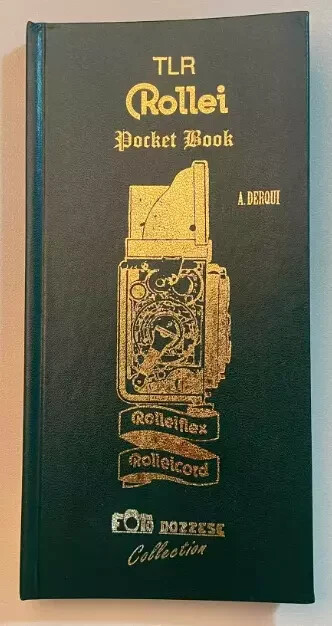 TLR
Rollei
Pocket Book
A. DERQUI
Rolleiflex
Rolleicord
FOTO DOZZESE
Collection